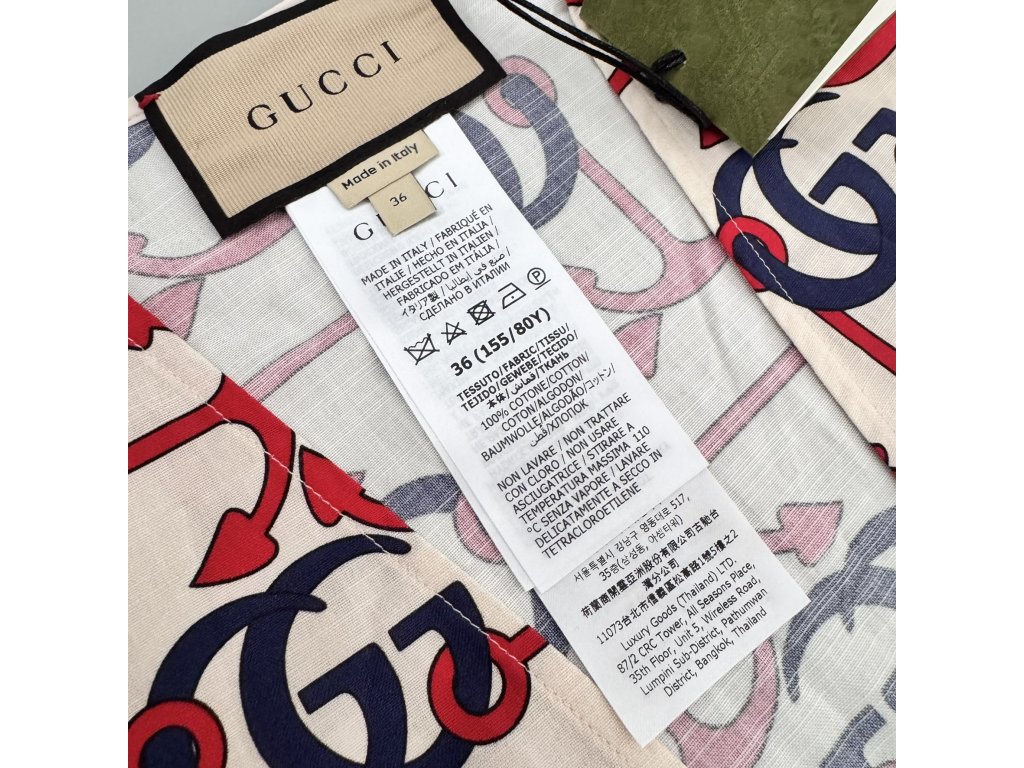 GUCCI
Made in Italy
36
GUCCI
MADE IN ITALY / FABRIQUÉ EN
ITALIE / HECHO EN ITALIA /
HERGESTELLT IN ITALIEN /
FABRICADO EM ITÁLIA /
イタリア製 / صنع في إيطاليا /
СДЕЛАНО В ИТАЛИИ
P
36 (155/80Y)
TESSUTO/FABRIC/TISSU/
TEJIDO/GEWEBE/TECIDO/
本体/قماش/ТКАНЬ
100% COTONE/COTTON/
COTON/ALGODON/
BAUMWOLLE/ALGODÃO/コットン/
قطن/ХЛОПОК
NON LAVARE / NON TRATTARE
CON CLORO / NON USARE
ASCIUGATRICE / STIRARE A
TEMPERATURA MASSIMA 110
°C SENZA VAPORE / LAVARE
DELICATAMENTE A SECCO IN
TETRACLOROETILENE
서울특별시 강남구 영동대로 517,
35층(삼성동, 아셈타워)
荷蘭商開雲亞洲股份有限公司古馳台
灣分公司
11073台北市信義區松高路1號5樓之2
Luxury Goods (Thailand) LTD.
87/2 CRC Tower, All Seasons Place,
35th Floor, Unit 5, Wireless Road,
Lumpini Sub-District, Pathumwan
District, Bangkok, Thailand